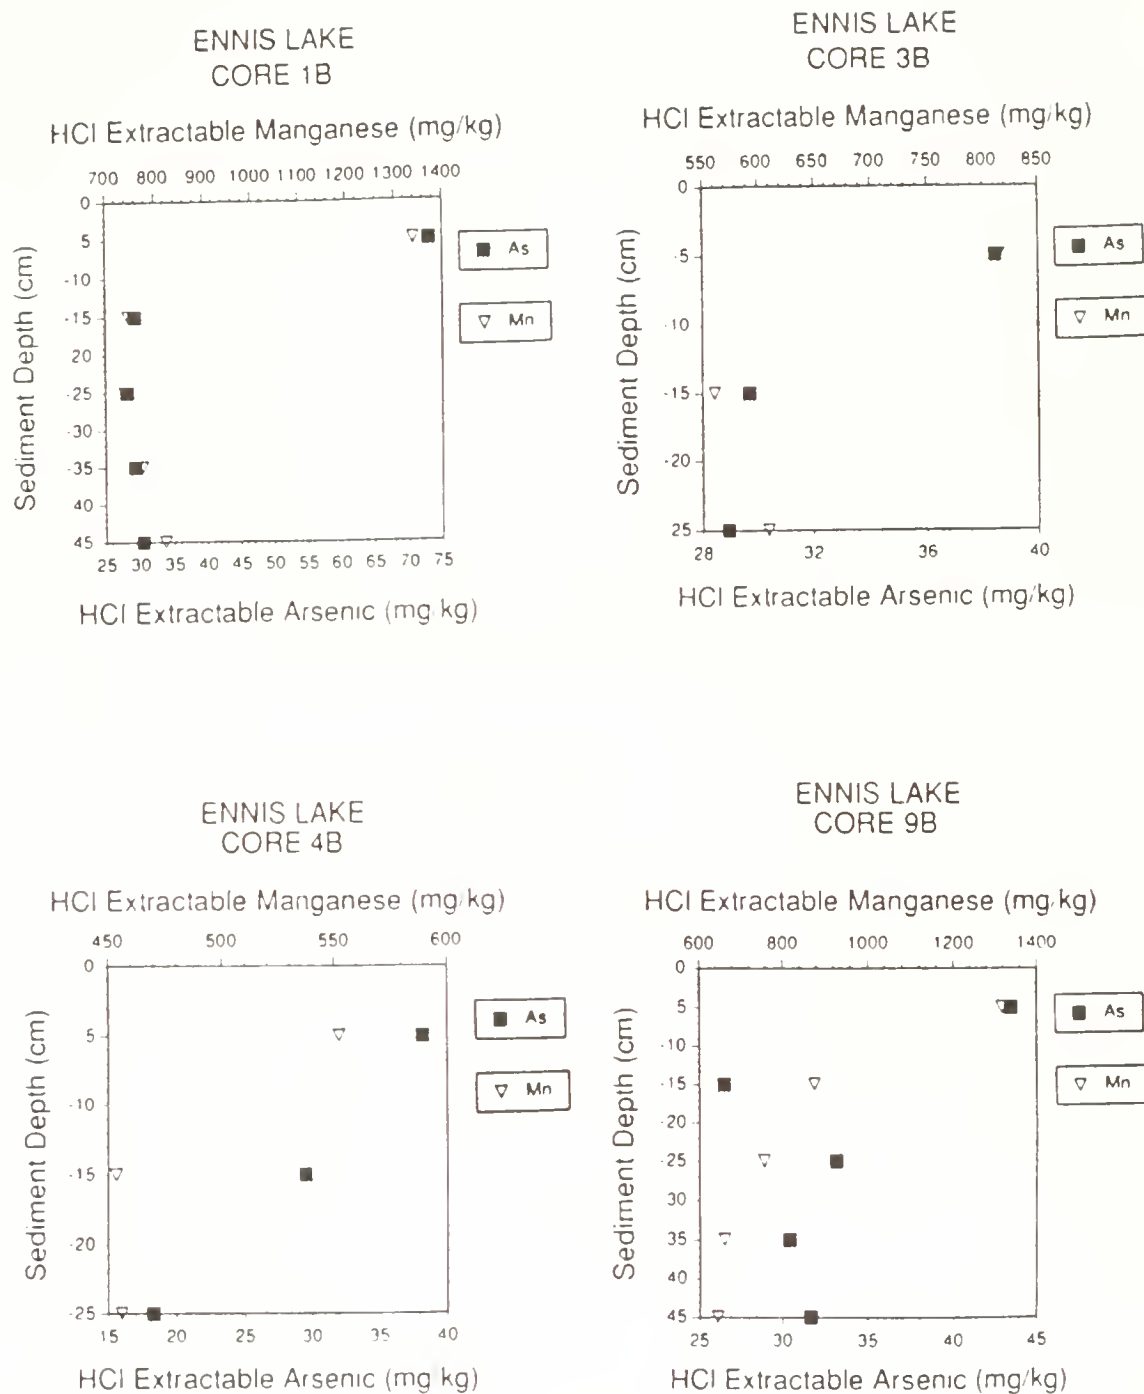 ENNIS LAKE
CORE 1B
HCl Extractable Manganese (mg/kg)
700 800 900 1000 1100 1200 1300 1400
Sediment Depth (cm)
0
5
-10
-15
20
-25
-30
-35
40
45
25 30 35 40 45 50 55 60 65 70 75
HCl Extractable Arsenic (mg kg)
As
Mn
ENNIS LAKE
CORE 3B
HCl Extractable Manganese (mg/kg)
550 600 650 700 750 800 850
Sediment Depth (cm)
0
-5
-10
-15
-20
25
28 32 36 40
HCl Extractable Arsenic (mg/kg)
As
Mn
ENNIS LAKE
CORE 4B
HCl Extractable Manganese (mg/kg)
450 500 550 600
Sediment Depth (cm)
0
5
-10
-15
-20
-25
15 20 25 30 35 40
HCl Extractable Arsenic (mg kg)
As
Mn
ENNIS LAKE
CORE 9B
HCl Extractable Manganese (mg/kg)
600 800 1000 1200 1400
Sediment Depth (cm)
0
5
-10
-15
-20
-25
30
35
40
45
25 30 35 40 45
HCl Extractable Arsenic (mg/kg)
As
Mn